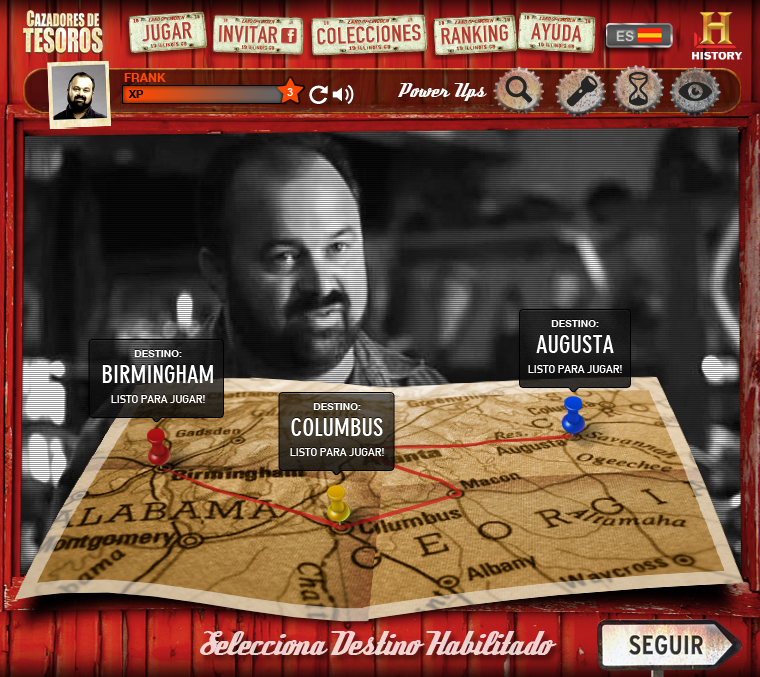 CAZADORES DE
TESOROS
JUGAR
INVITAR f
COLECCIONES
RANKING
AYUDA
ES
H
HISTORY
FRANK
XP
3
Power Ups
DESTINO:
AUGUSTA
LISTO PARA JUGAR!
DESTINO:
BIRMINGHAM
LISTO PARA JUGAR!
DESTINO:
COLUMBUS
LISTO PARA JUGAR!
Gadsden
Res.
Augusta
Savannah
Ogeechee
Birmingham
Atlanta
Macon
ALABAMA
Columbus
GEORGI
Altamaha
Montgomery
Albany
Waycross
Selecciona Destino Habilitado
SEGUIR